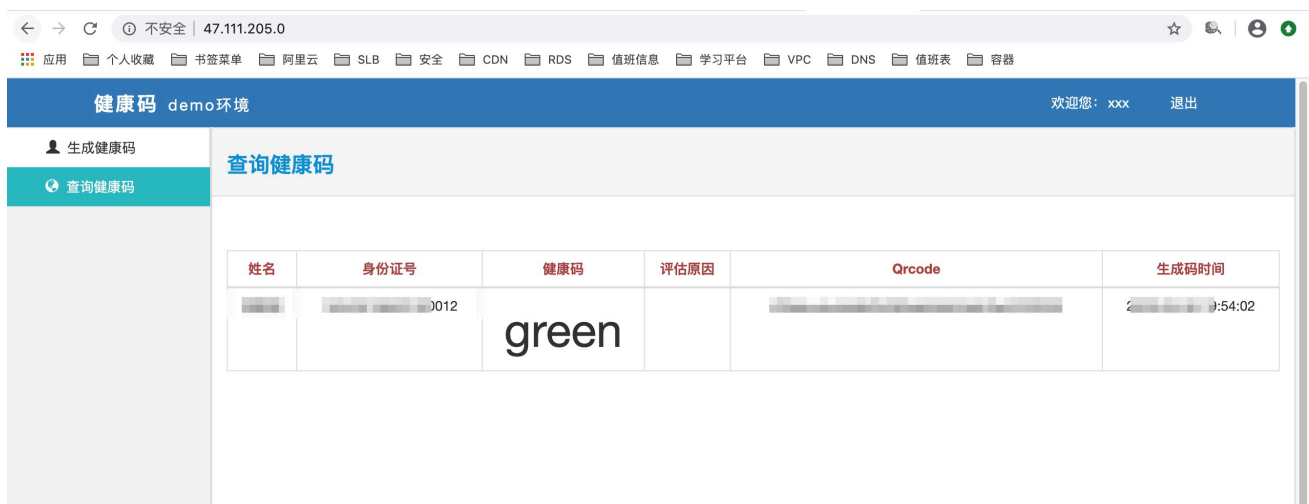 不安全 | 47.111.205.0
应用 个人收藏 书签菜单 阿里云 SLB 安全 CDN RDS 值班信息 学习平台 VPC DNS 值班表 容器
健康码 demo环境 欢迎您：xxx 退出
生成健康码
查询健康码
查询健康码
姓名 身份证号 健康码 评估原因 Qrcode 生成码时间
0012 green 2 9:54:02